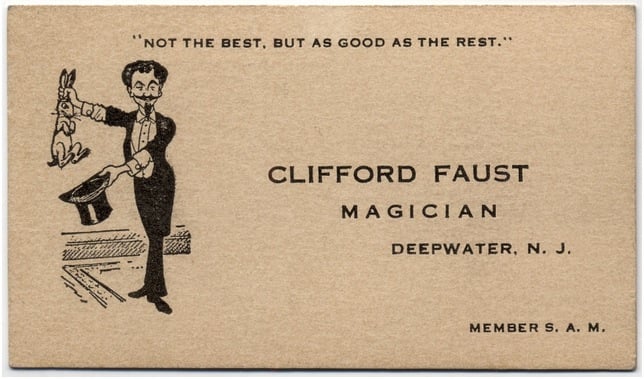 "NOT THE BEST, BUT AS GOOD AS THE REST."
CLIFFORD FAUST
MAGICIAN
DEEPWATER, N. J.
MEMBER S. A. M.